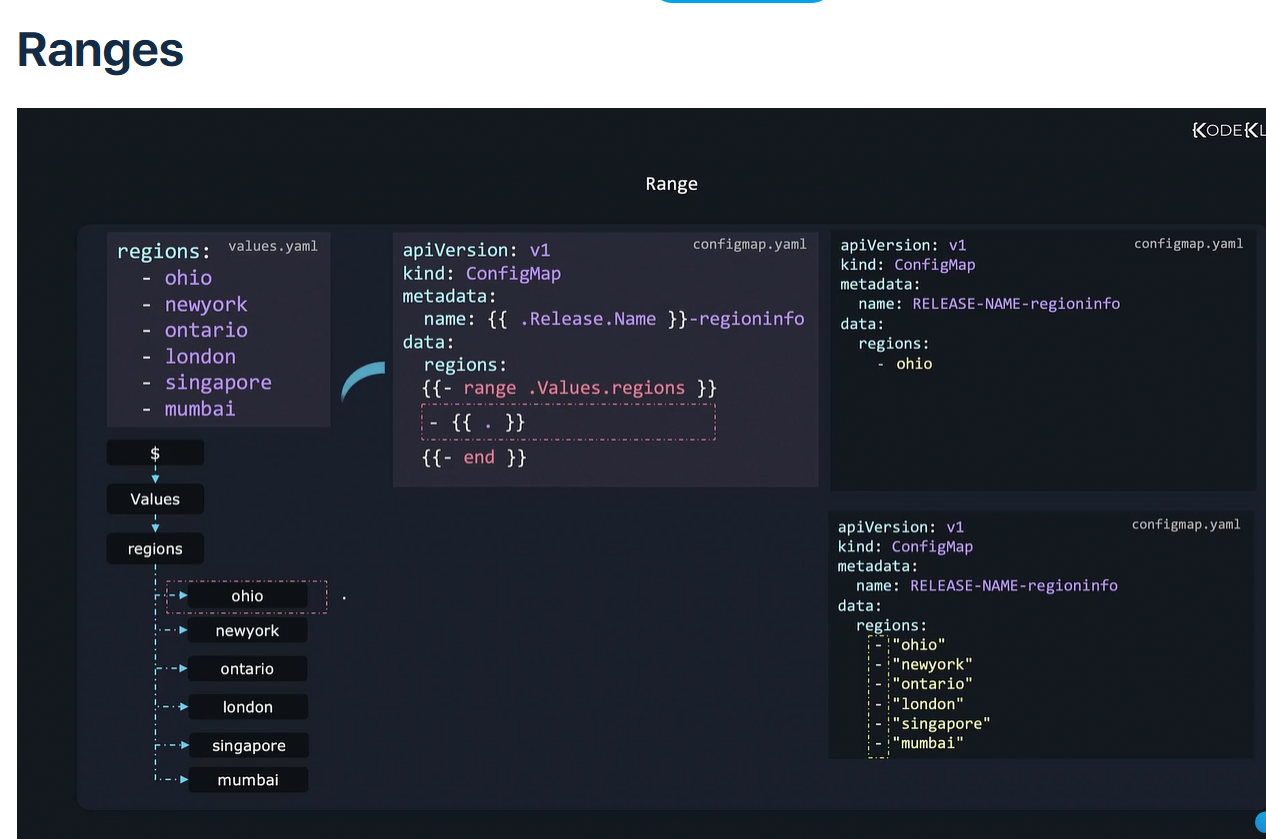 Ranges
KODEKL
Range
regions: values.yaml
- ohio
- newyork
- ontario
- london
- singapore
- mumbai
$
Values
regions
ohio .
newyork
ontario
london
singapore
mumbai
apiVersion: v1 configmap.yaml
kind: ConfigMap
metadata:
name: {{ .Release.Name }}-regioninfo
data:
regions:
{{- range .Values.regions }}
- {{ . }}
{{- end }}
apiVersion: v1 configmap.yaml
kind: ConfigMap
metadata:
name: RELEASE-NAME-regioninfo
data:
regions:
- ohio
apiVersion: v1 configmap.yaml
kind: ConfigMap
metadata:
name: RELEASE-NAME-regioninfo
data:
regions:
- "ohio"
- "newyork"
- "ontario"
- "london"
- "singapore"
- "mumbai"